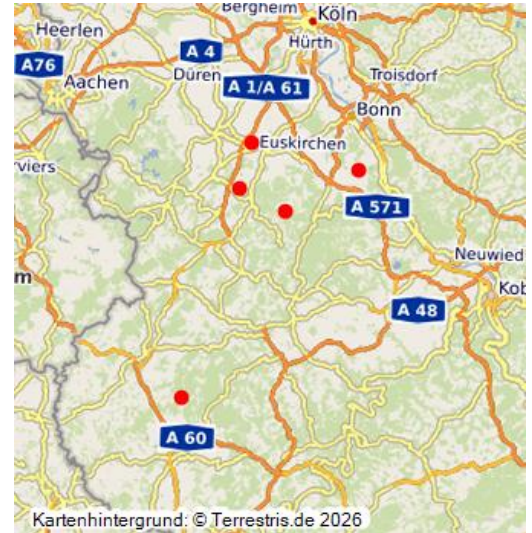 Bergheim
Köln
Heerlen
A 4
Hürth
A76
Düren
Troisdorf
Aachen
A 1/A 61
Bonn
Euskirchen
rviers
A 571
Neuwied
m
Kob
A 48
A 60
Kartenhintergrund: © Terrestris.de 2026